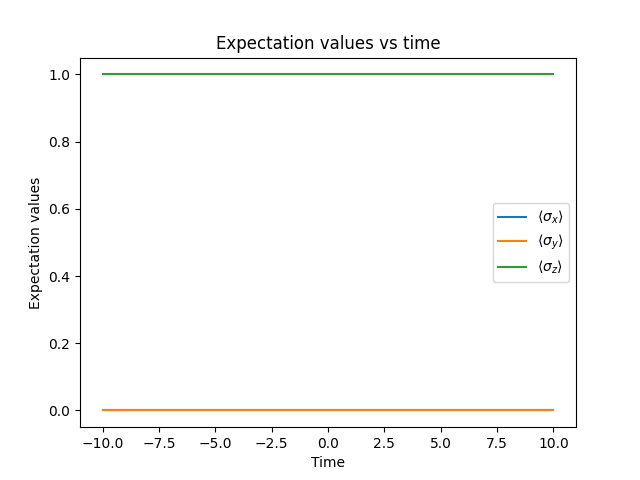 Expectation values vs time
1.0
0.8
0.6
0.4
0.2
0.0
Expectation values
⟨σx⟩
⟨σy⟩
⟨σz⟩
−10.0 −7.5 −5.0 −2.5 0.0 2.5 5.0 7.5 10.0
Time